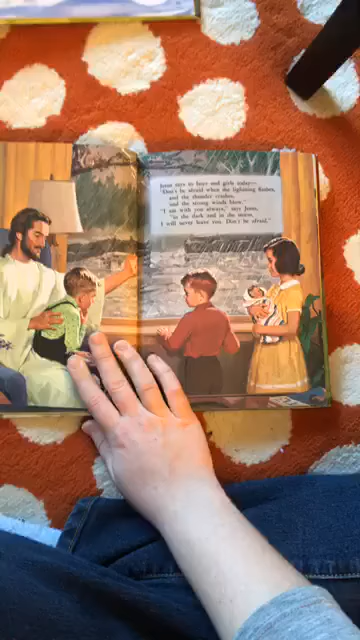 Jesus says to boys and girls today—
"Don't be afraid when the lightning flashes,
and the thunder crashes,
and the strong winds blow."
"I am with you always," says Jesus,
"in the dark and in the storm,
I will never leave you. Don't be afraid."